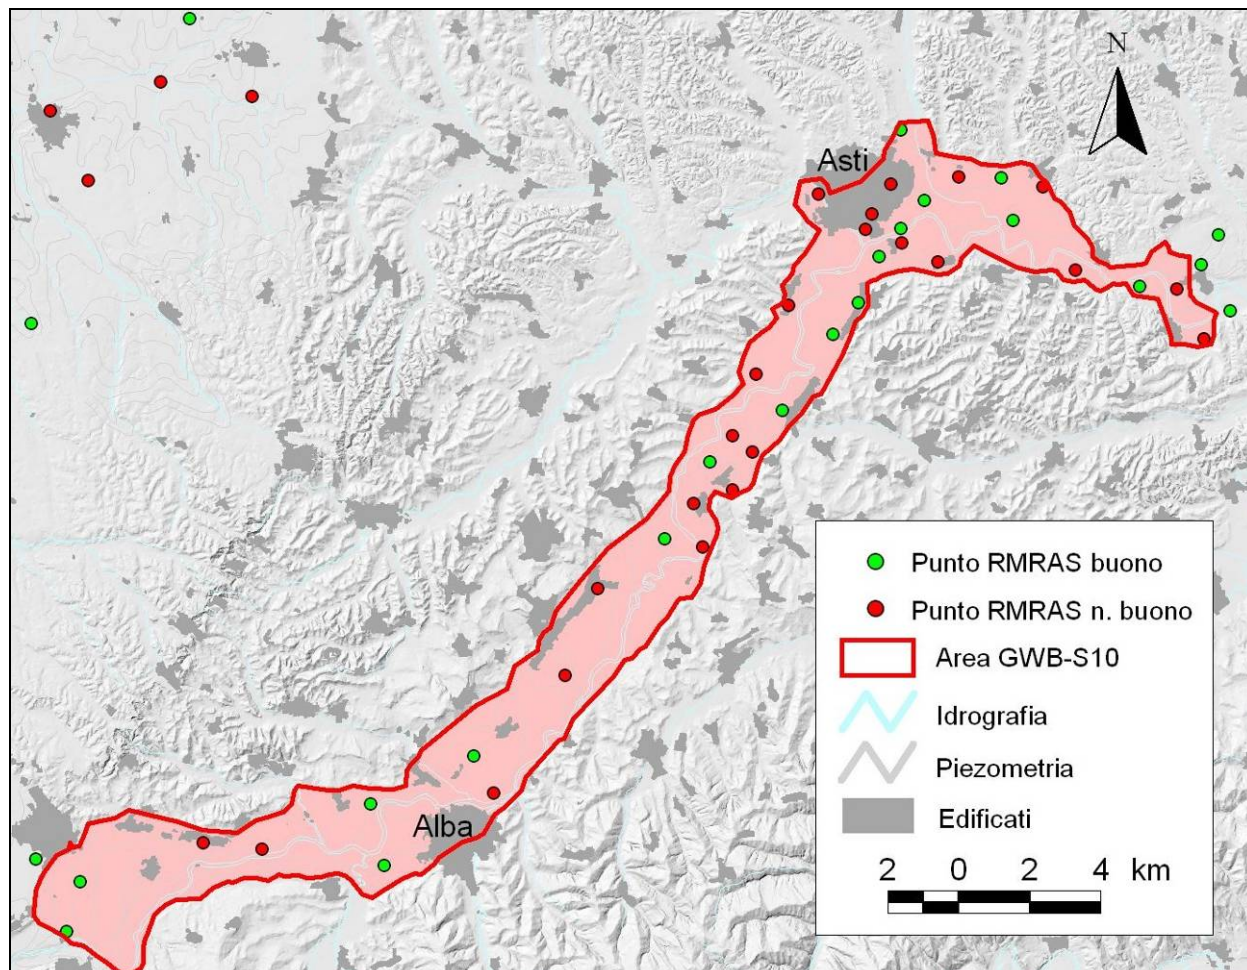 N
Asti
Alba
Punto RMRAS buono
Punto RMRAS n. buono
Area GWB-S10
Idrografia
Piezometria
Edificati
2 0 2 4 km